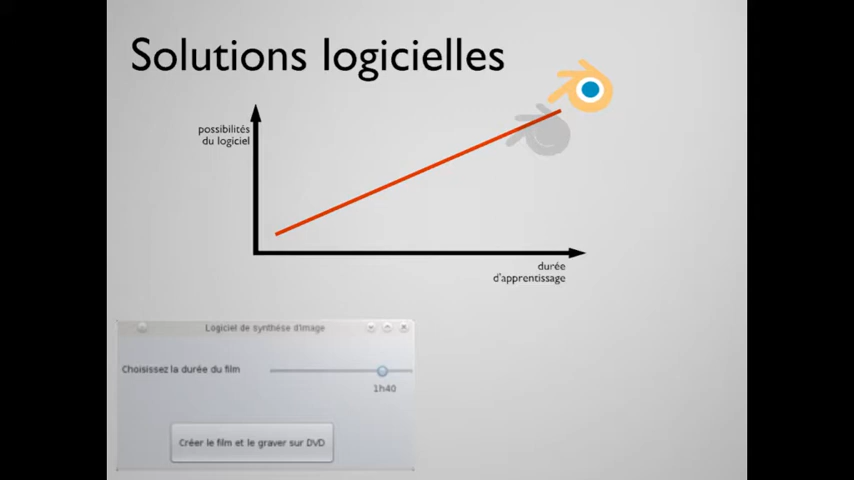 Solutions logicielles
possibilités
du logiciel
durée
d'apprentissage
Logiciel de synthèse d'image
Choisissez la durée du film
1h40
Créer le film et le graver sur DVD